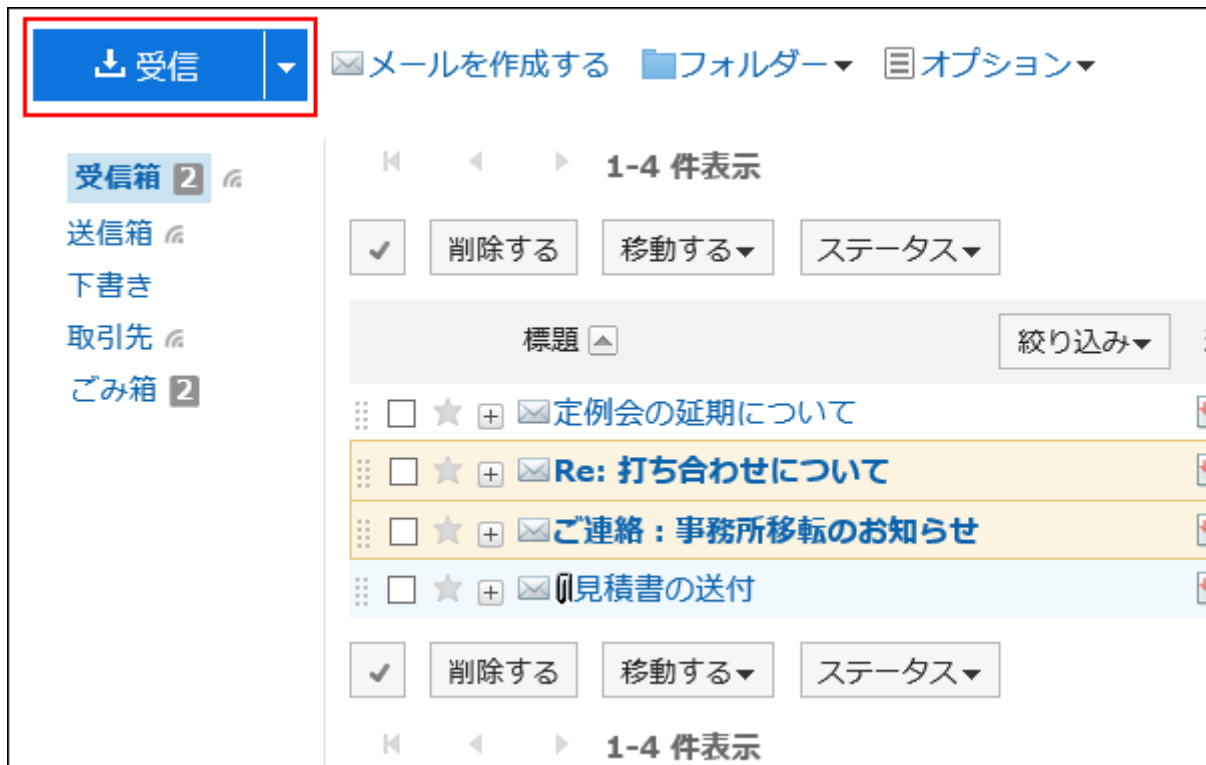 受信 メールを作成する フォルダー オプション
受信箱 2
送信箱
下書き
取引先
ごみ箱 2
1-4 件表示
削除する 移動する ステータス
標題 絞り込み
定例会の延期について
Re: 打ち合わせについて
ご連絡：事務所移転のお知らせ
見積書の送付
削除する 移動する ステータス
1-4 件表示